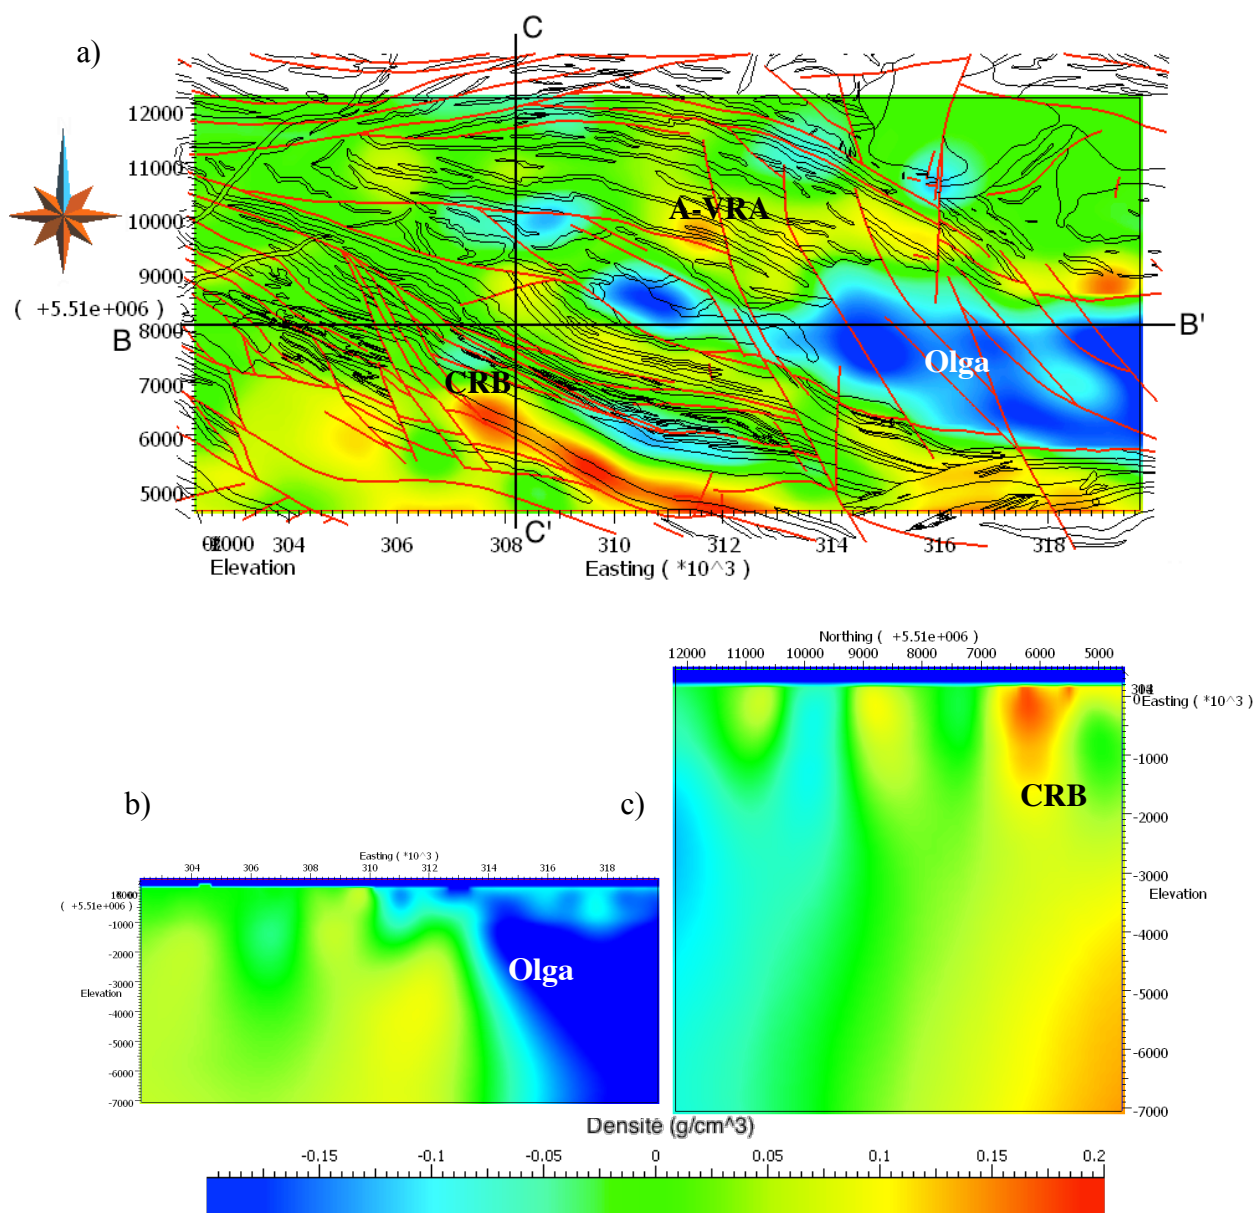 a)
C
12000
11000
10000
9000
( +5.51e+006 )
8000
7000
6000
5000
B
B'
A-VRA
Olga
CRB
C'
304
306
308
310
312
314
316
318
Elevation
Easting ( *10^3 )
Northing ( +5.51e+006 )
12000 11000 10000 9000 8000 7000 6000 5000
0
Easting ( *10^3 )
-1000
-2000
-3000
Elevation
-4000
-5000
-6000
-7000
c)
CRB
b)
Easting ( *10^3 )
304 306 308 310 312 314 316 318
( +5.51e+006 )
-1000
-2000
-3000
Elevation
-4000
-5000
-6000
-7000
Olga
Densité (g/cm^3)
-0.15 -0.1 -0.05 0 0.05 0.1 0.15 0.2